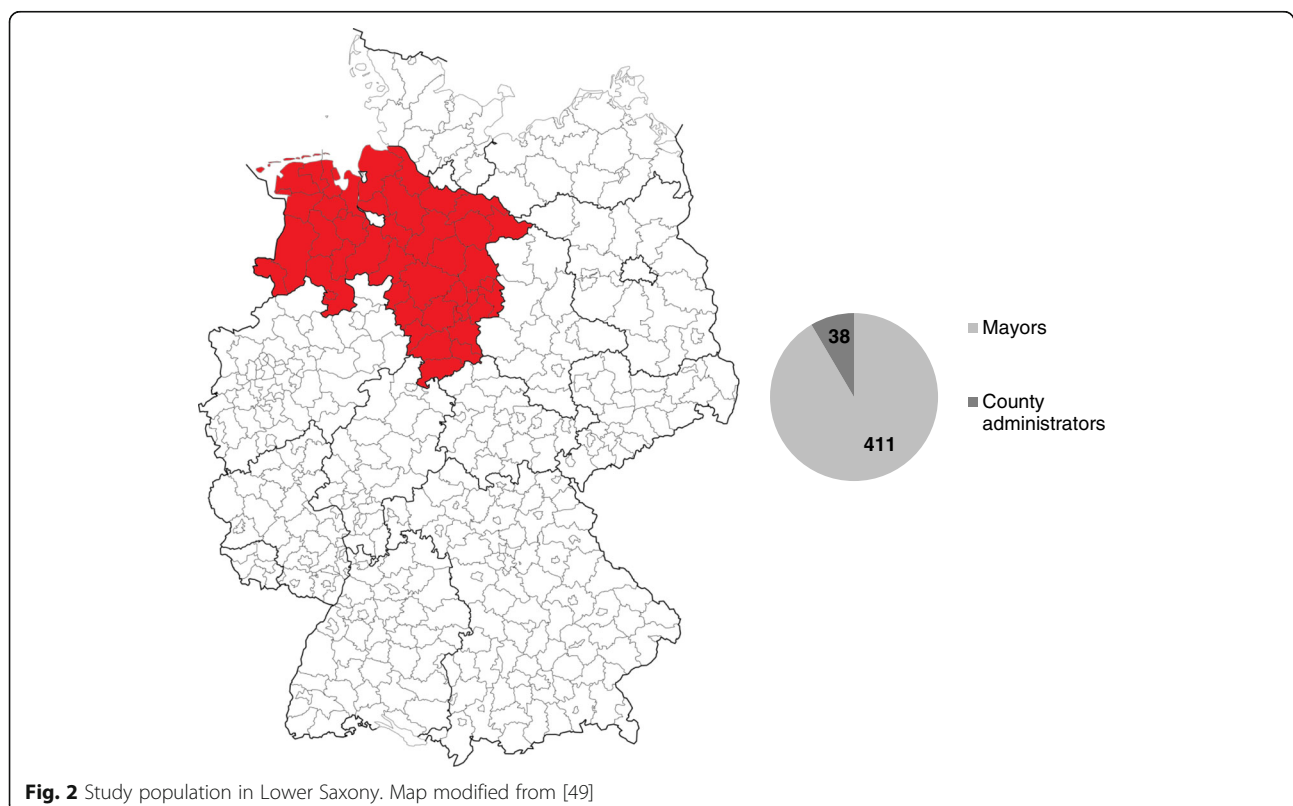 38
411
Mayors
County
administrators
Fig. 2 Study population in Lower Saxony. Map modified from [49]